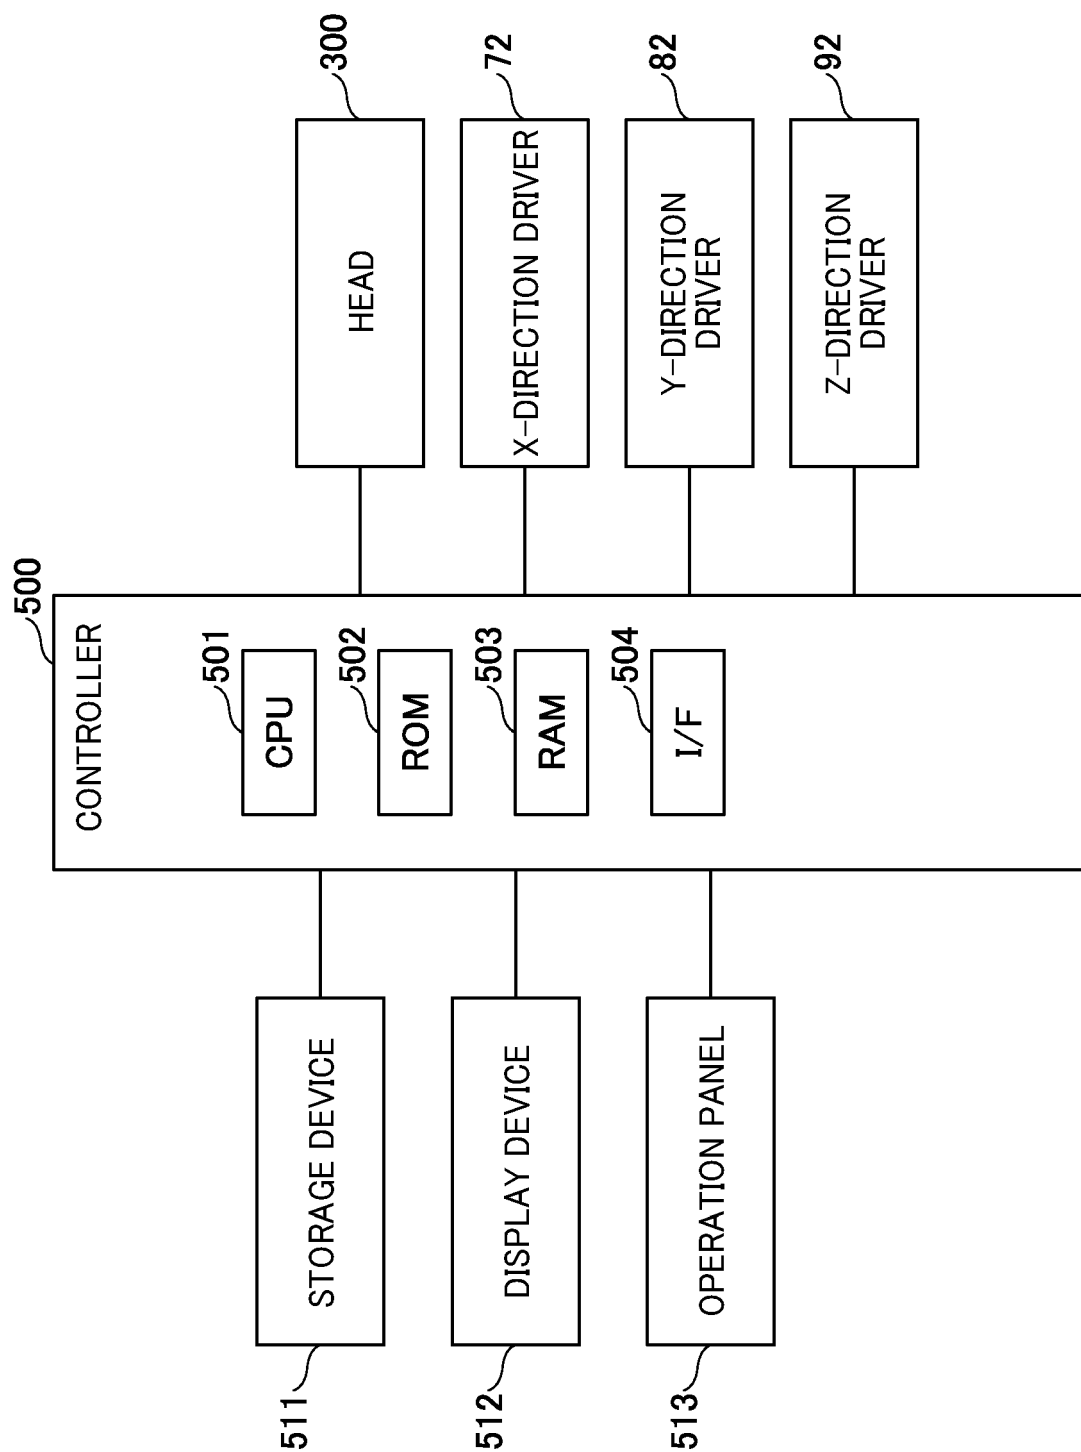 500
CONTROLLER
501
CPU
502
ROM
503
RAM
504
I/F
511
STORAGE DEVICE
512
DISPLAY DEVICE
513
OPERATION PANEL
300
HEAD
72
X-DIRECTION DRIVER
82
Y-DIRECTION
DRIVER
92
Z-DIRECTION
DRIVER